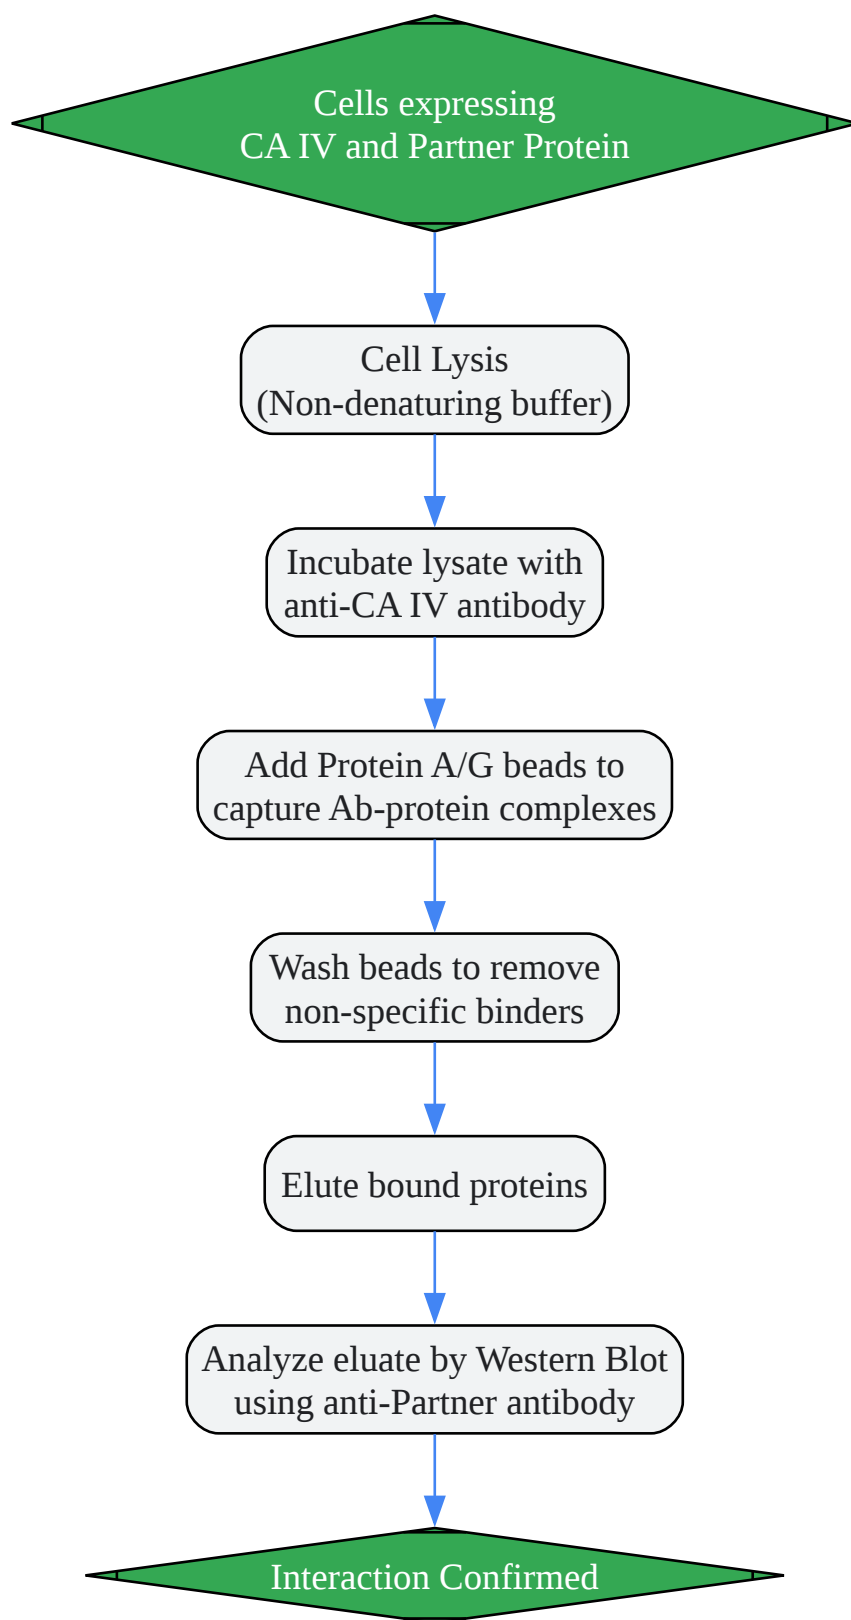 Cells expressing
CA IV and Partner Protein
Cell Lysis
(Non-denaturing buffer)
Incubate lysate with
anti-CA IV antibody
Add Protein A/G beads to
capture Ab-protein complexes
Wash beads to remove
non-specific binders
Elute bound proteins
Analyze eluate by Western Blot
using anti-Partner antibody
Interaction Confirmed